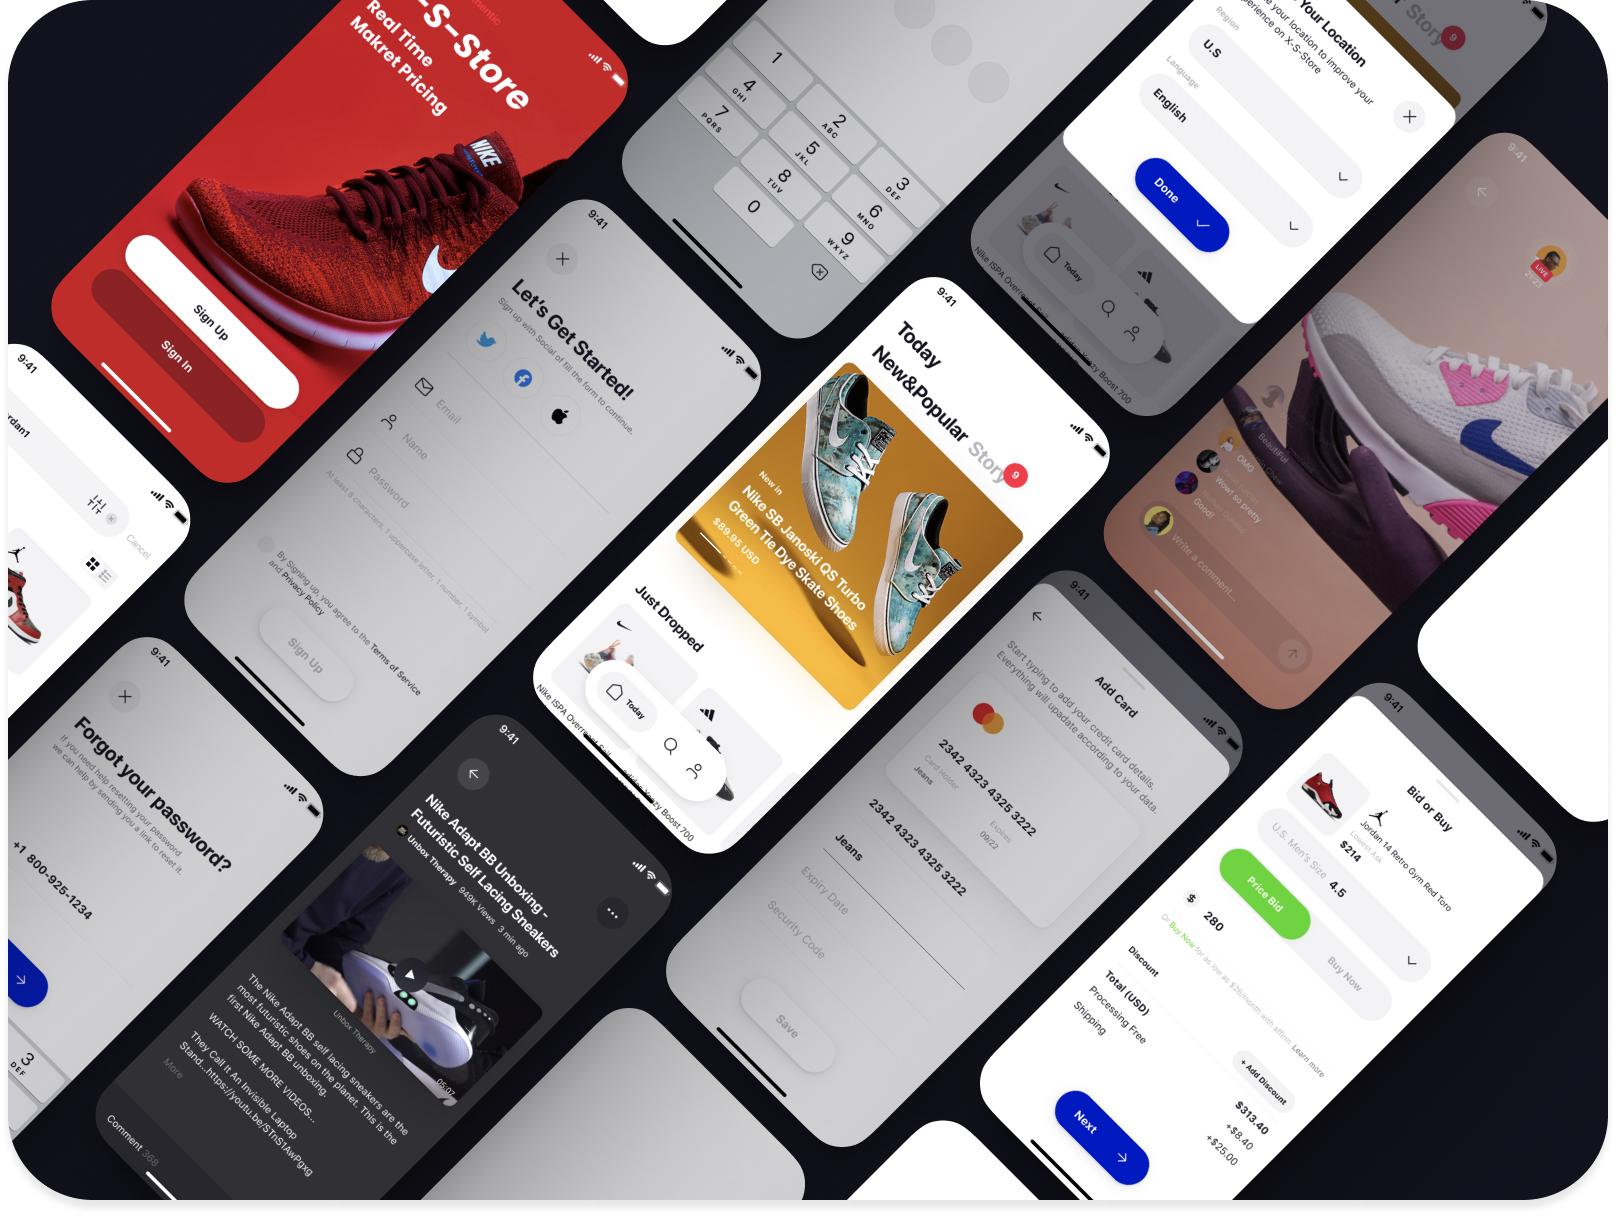 X-S-Store
Real Time
Makret Pricing
NIKE
Sign Up
Sign In
1
2
ABC
3
DEF
4
GHI
5
JKL
6
MNO
7
PQRS
8
TUV
9
WXYZ
0
Your Location
your location to improve your
experience on X-S-Store
Region
U.S
Language
English
Done
Story
9
Today
Yeezy Boost 700
9:41
LIVE
Beautiful
OMG
Wow! so pretty
Good!
Write a comment...
9:41
Let's Get Started!
Sign up with Social of fill the form to continue.
Email
Name
Password
At least 8 characters, 1 uppercase letter, 1 number, 1 symbol
By Signing up, you agree to the Terms of Service
and Privacy Policy
Sign Up
9:41
Today
New&Popular Story
9
New in
Nike SB Janoski QS Turbo
Green Tie Dye Skate Shoes
$89.95 USD
Just Dropped
Today
Yeezy Boost 700
9:41
Cancel
9:41
Forgot your password?
If you need help resetting your password
we can help by sending you a link to reset it.
+1 800-925-1234
3
DEF
9:41
Nike Adapt BB Unboxing -
Futuristic Self Lacing Sneakers
Unbox Therapy 949K Views 3 min ago
Unbox Therapy
05:07
The Nike Adapt BB self lacing sneakers are the
most futuristic shoes on the planet. This is the
first Nike Adapt BB unboxing.
WATCH SOME MORE VIDEOS...
They Call It An Invisible Laptop
Stand...https://youtu.be/STnS1AwPgxg
More
Comment 368
9:41
Add Card
Start typing to add your credit card details.
Everything will upadate according to your data.
2342 4323 4325 3222
Card Holder
Jeans
Expires
09/22
2342 4323 4325 3222
Jeans
Expiry Date
Security Code
Save
9:41
Bid or Buy
Jordan 14 Retro Gym Red Toro
Lowest Ask
$214
U.S. Men's Size 4.5
Price Bid
Buy Now
$ 280
Or Buy Now for as low as $26/month with affirm Learn more
Discount
+ Add Discount
Total (USD)
$313.40
Processing Free
+$8.40
Shipping
+$25.00
Next